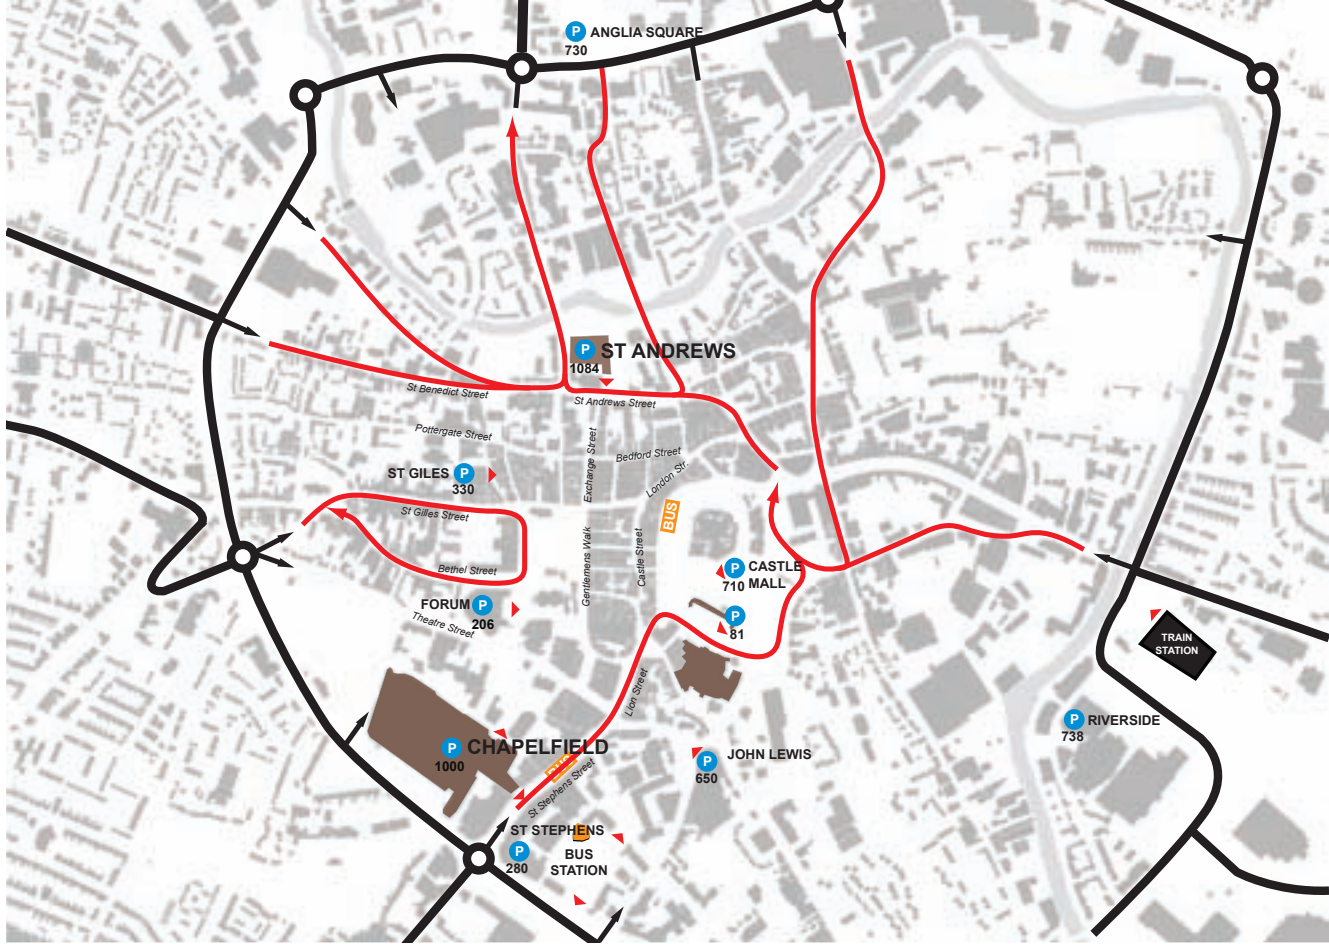 P ANGLIA SQUARE
730
P ST ANDREWS
1084
St Benedict Street
St Andrews Street
Pottergate Street
Exchange Street
Bedford Street
London Str.
ST GILES P
330
BUS
St Gilles Street
Gentlemens Walk
Castle Street
Bethel Street
P CASTLE
710 MALL
FORUM P
206
Theatre Street
P
81
TRAIN
STATION
Lion Street
P RIVERSIDE
738
P CHAPELFIELD
1000
JOHN LEWIS
P
650
St Stephens Street
ST STEPHENS
P
280
BUS
STATION